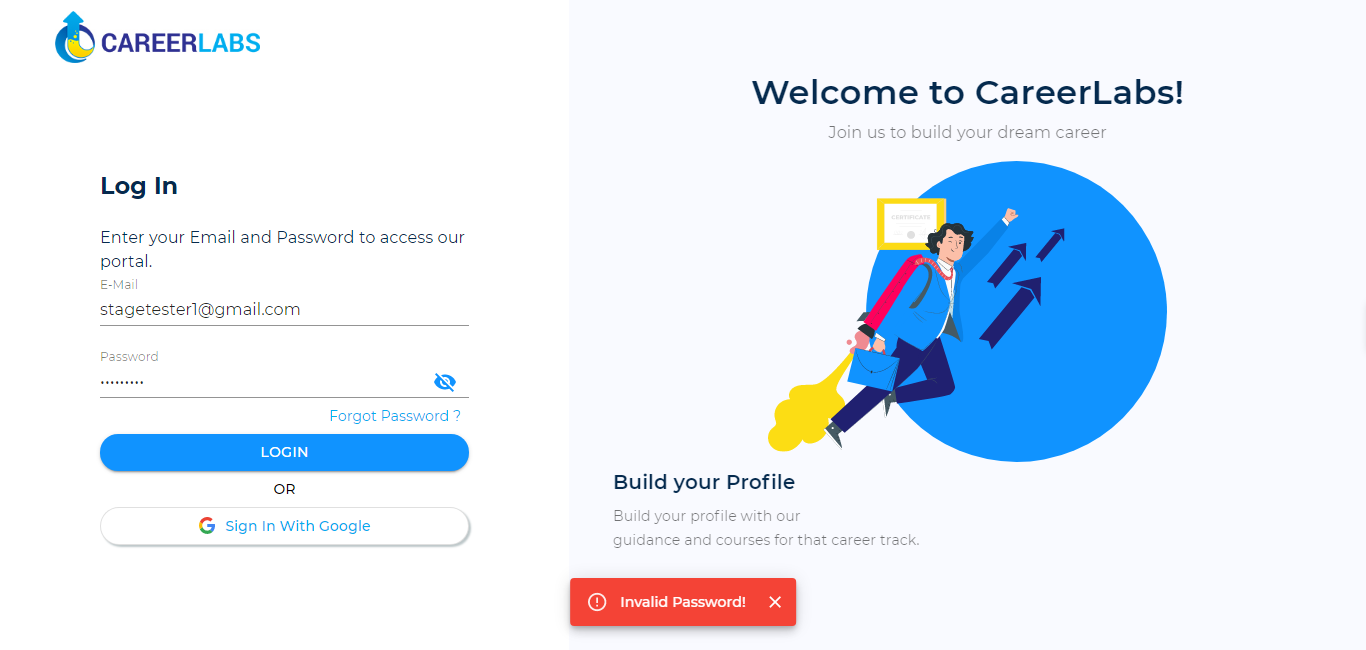 CAREERLABS
Log In
Enter your Email and Password to access our
portal.
E-Mail
stagetester1@gmail.com
Password
•••••••••
Forgot Password ?
LOGIN
OR
Sign In With Google
Welcome to CareerLabs!
Join us to build your dream career
CERTIFICATE
Build your Profile
Build your profile with our
guidance and courses for that career track.
Invalid Password!